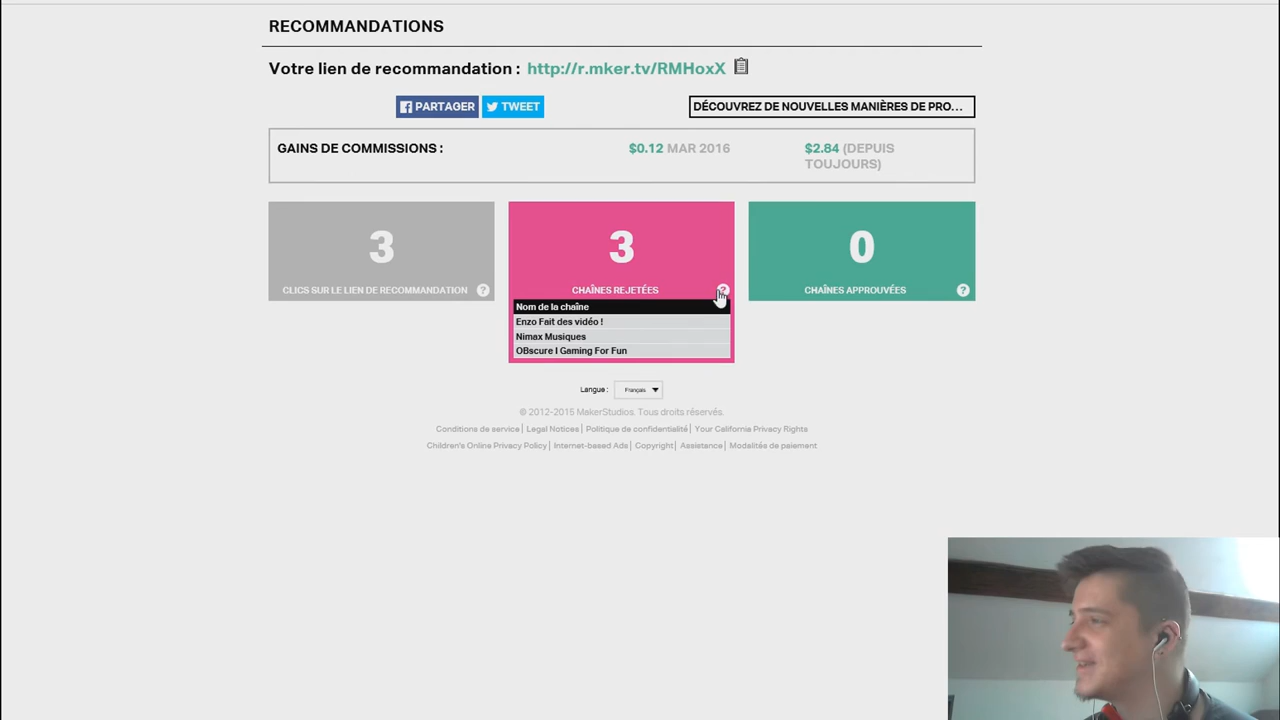 RECOMMANDATIONS
Votre lien de recommandation : http://r.mker.tv/RMHoxX
PARTAGER TWEET DÉCOUVREZ DE NOUVELLES MANIÈRES DE PRO...
GAINS DE COMMISSIONS : $0.12 MAR 2016 $2.84 (DEPUIS
TOUJOURS)
3 3 0
CLICS SUR LE LIEN DE RECOMMANDATION ? CHAÎNES REJETÉES ? CHAÎNES APPROUVÉES ?
Nom de la chaîne
Enzo Fait des vidéo !
Nimax Musiques
OBscure I Gaming For Fun
Langue : Français
© 2012-2015 MakerStudios. Tous droits réservés.
Conditions de service| Legal Notices| Politique de confidentialité| Your California Privacy Rights
Children's Online Privacy Policy| Internet-based Ads| Copyright| Assistance| Modalités de paiement